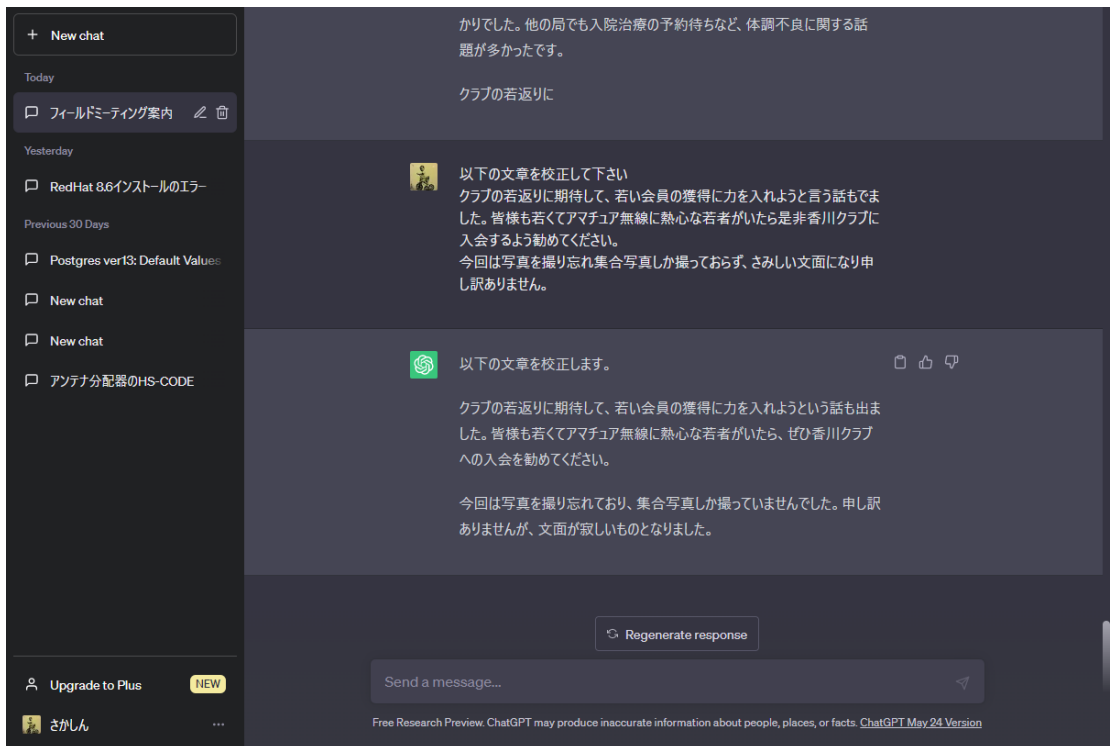 New chat
Today
フィールドミーティング案内
Yesterday
RedHat 8.6インストールのエラー
Previous 30 Days
Postgres ver13: Default Values
New chat
New chat
アンテナ分配器のHS-CODE
Upgrade to Plus
NEW
さかしん
かりでした。他の局でも入院治療の予約待ちなど、体調不良に関する話
題が多かったです。
クラブの若返りに
以下の文章を校正して下さい
クラブの若返りに期待して、若い会員の獲得に力を入れようと言う話もでま
した。皆様も若くてアマチュア無線に熱心な若者がいたら是非香川クラブに
入会するよう勧めてください。
今回は写真を撮り忘れ集合写真しか撮っておらず、さみしい文面になり申
し訳ありません。
以下の文章を校正します。
クラブの若返りに期待して、若い会員の獲得に力を入れようという話も出ま
した。皆様も若くてアマチュア無線に熱心な若者がいたら、ぜひ香川クラブ
への入会を勧めてください。
今回は写真を撮り忘れており、集合写真しか撮っていませんでした。申し訳
ありませんが、文面が寂しいものとなりました。
Regenerate response
Send a message...
Free Research Preview. ChatGPT may produce inaccurate information about people, places, or facts. ChatGPT May 24 Version